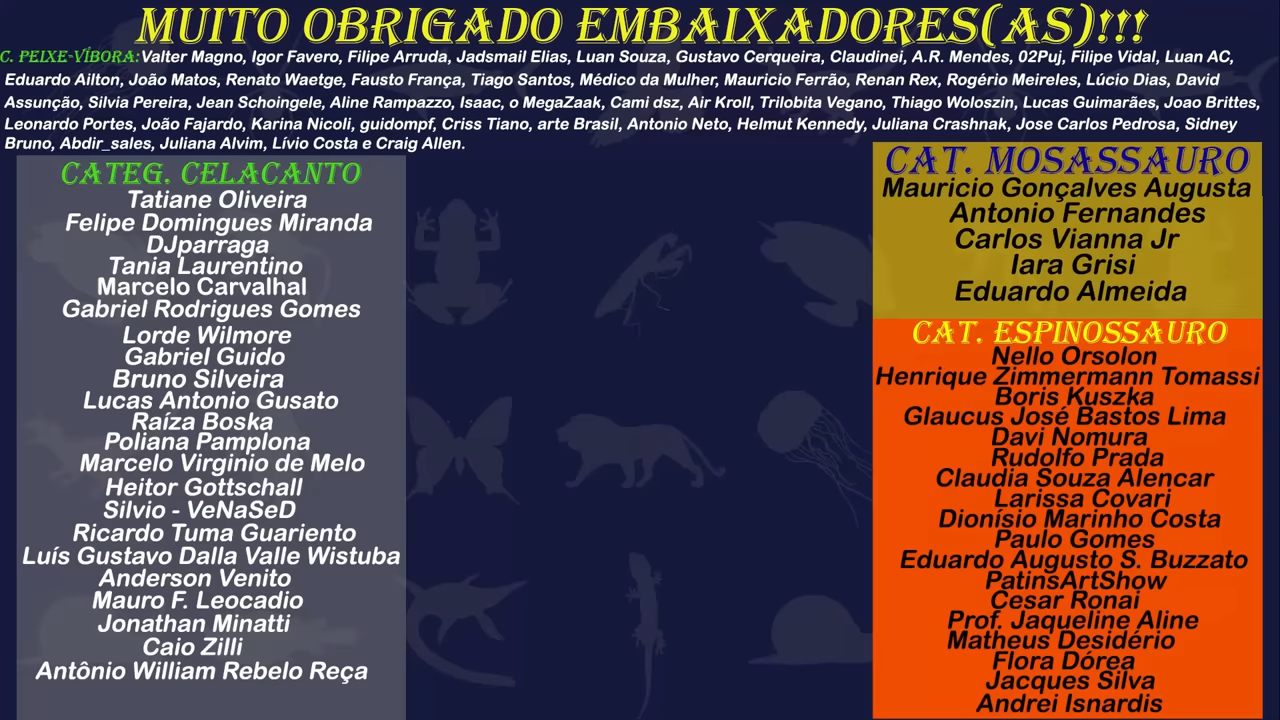 MUITO OBRIGADO EMBAIXADORES(AS)!!!
C. PEIXE-VÍBORA: Valter Magno, Igor Favero, Filipe Arruda, Jadsmail Elias, Luan Souza, Gustavo Cerqueira, Claudinei, A.R. Mendes, 02Puj, Filipe Vidal, Luan AC,
Eduardo Ailton, João Matos, Renato Waetge, Fausto França, Tiago Santos, Médico da Mulher, Mauricio Ferrão, Renan Rex, Rogério Meireles, Lúcio Dias, David
Assunção, Silvia Pereira, Jean Schoingele, Aline Rampazzo, Isaac, o MegaZaak, Cami dsz, Air Kroll, Trilobita Vegano, Thiago Woloszin, Lucas Guimarães, Joao Brittes,
Leonardo Portes, João Fajardo, Karina Nicoli, guidompf, Criss Tiano, arte Brasil, Antonio Neto, Helmut Kennedy, Juliana Crashnak, Jose Carlos Pedrosa, Sidney
Bruno, Abdir_sales, Juliana Alvim, Lívio Costa e Craig Allen.
CATEG. CELACANTO
Tatiane Oliveira
Felipe Domingues Miranda
DJparraga
Tania Laurentino
Marcelo Carvalhal
Gabriel Rodrigues Gomes
Lorde Wilmore
Gabriel Guido
Bruno Silveira
Lucas Antonio Gusato
Raíza Boska
Poliana Pamplona
Marcelo Virginio de Melo
Heitor Gottschall
Silvio - VeNaSeD
Ricardo Tuma Guariento
Luís Gustavo Dalla Valle Wistuba
Anderson Venito
Mauro F. Leocadio
Jonathan Minatti
Caio Zilli
Antônio William Rebelo Reça
CAT. MOSASSAURO
Mauricio Gonçalves Augusta
Antonio Fernandes
Carlos Vianna Jr
Iara Grisi
Eduardo Almeida
CAT. ESPINOSSAURO
Nello Orsolon
Henrique Zimmermann Tomassi
Boris Kuszka
Glaucus José Bastos Lima
Davi Nomura
Rudolfo Prada
Claudia Souza Alencar
Larissa Covari
Dionísio Marinho Costa
Paulo Gomes
Eduardo Augusto S. Buzzato
PatinsArtShow
Cesar Ronai
Prof. Jaqueline Aline
Matheus Desidério
Flora Dórea
Jacques Silva
Andrei Isnardis